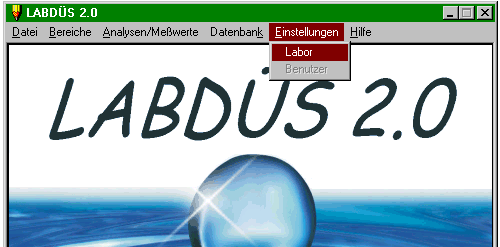 LABDÜS 2.0
Datei Bereiche Analysen/Meßwerte Datenbank Einstellungen Hilfe
Labor
Benutzer
LABDÜS 2.0